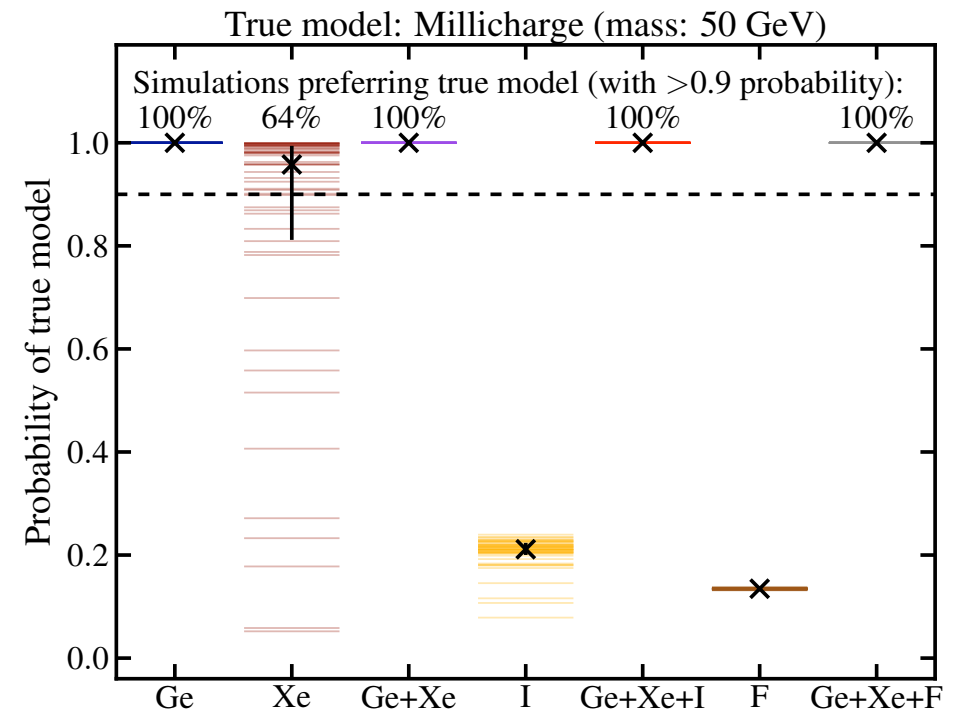 True model: Millicharge (mass: 50 GeV)
Simulations preferring true model (with >0.9 probability):
100% 64% 100% 100% 100%
Probability of true model
1.0
0.8
0.6
0.4
0.2
0.0
Ge Xe Ge+Xe I Ge+Xe+I F Ge+Xe+F